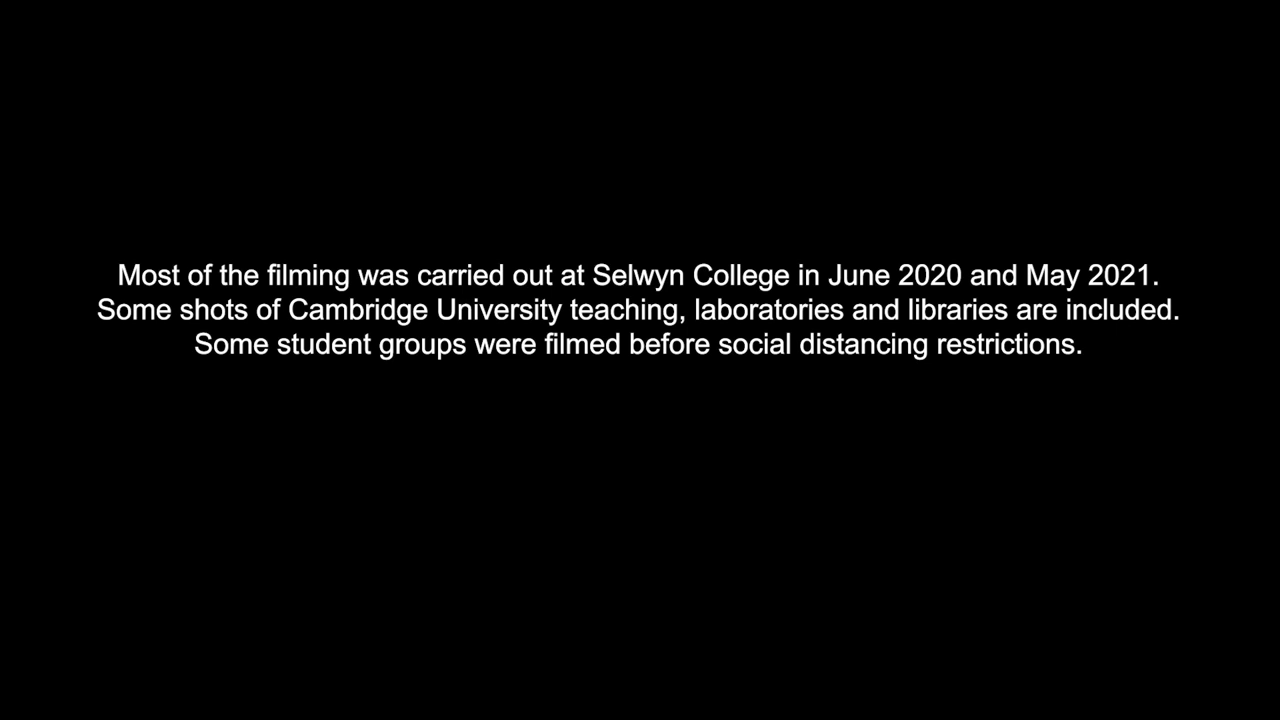 Most of the filming was carried out at Selwyn College in June 2020 and May 2021.
Some shots of Cambridge University teaching, laboratories and libraries are included.
Some student groups were filmed before social distancing restrictions.